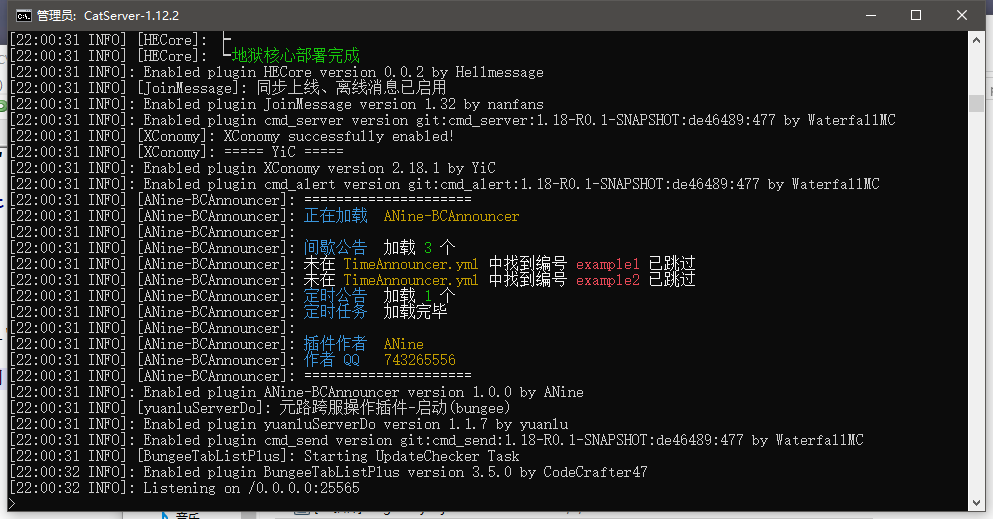 管理员: CatServer-1.12.2
[22:00:31 INFO] [HECore]: ├
[22:00:31 INFO] [HECore]: └地狱核心部署完成
[22:00:31 INFO]: Enabled plugin HECore version 0.0.2 by Hellmessage
[22:00:31 INFO] [JoinMessage]: 同步上线、离线消息已启用
[22:00:31 INFO]: Enabled plugin JoinMessage version 1.32 by nanfans
[22:00:31 INFO]: Enabled plugin cmd_server version git:cmd_server:1.18-R0.1-SNAPSHOT:de46489:477 by WaterfallMC
[22:00:31 INFO] [XConomy]: XConomy successfully enabled!
[22:00:31 INFO] [XConomy]: ===== YiC =====
[22:00:31 INFO]: Enabled plugin XConomy version 2.18.1 by YiC
[22:00:31 INFO]: Enabled plugin cmd_alert version git:cmd_alert:1.18-R0.1-SNAPSHOT:de46489:477 by WaterfallMC
[22:00:31 INFO] [ANine-BCAnnouncer]: =====================
[22:00:31 INFO] [ANine-BCAnnouncer]: 正在加载 ANine-BCAnnouncer
[22:00:31 INFO] [ANine-BCAnnouncer]:
[22:00:31 INFO] [ANine-BCAnnouncer]: 间歇公告 加载 3 个
[22:00:31 INFO] [ANine-BCAnnouncer]: 未在 TimeAnnouncer.yml 中找到编号 example1 已跳过
[22:00:31 INFO] [ANine-BCAnnouncer]: 未在 TimeAnnouncer.yml 中找到编号 example2 已跳过
[22:00:31 INFO] [ANine-BCAnnouncer]: 定时公告 加载 1 个
[22:00:31 INFO] [ANine-BCAnnouncer]: 定时任务 加载完毕
[22:00:31 INFO] [ANine-BCAnnouncer]:
[22:00:31 INFO] [ANine-BCAnnouncer]: 插件作者 ANine
[22:00:31 INFO] [ANine-BCAnnouncer]: 作者 QQ 743265556
[22:00:31 INFO] [ANine-BCAnnouncer]: =====================
[22:00:31 INFO]: Enabled plugin ANine-BCAnnouncer version 1.0.0 by ANine
[22:00:31 INFO] [yuanluServerDo]: 元路跨服操作插件-启动(bungee)
[22:00:31 INFO]: Enabled plugin yuanluServerDo version 1.1.7 by yuanlu
[22:00:31 INFO]: Enabled plugin cmd_send version git:cmd_send:1.18-R0.1-SNAPSHOT:de46489:477 by WaterfallMC
[22:00:31 INFO] [BungeeTabListPlus]: Starting UpdateChecker Task
[22:00:32 INFO]: Enabled plugin BungeeTabListPlus version 3.5.0 by CodeCrafter47
[22:00:32 INFO]: Listening on /0.0.0.0:25565
>